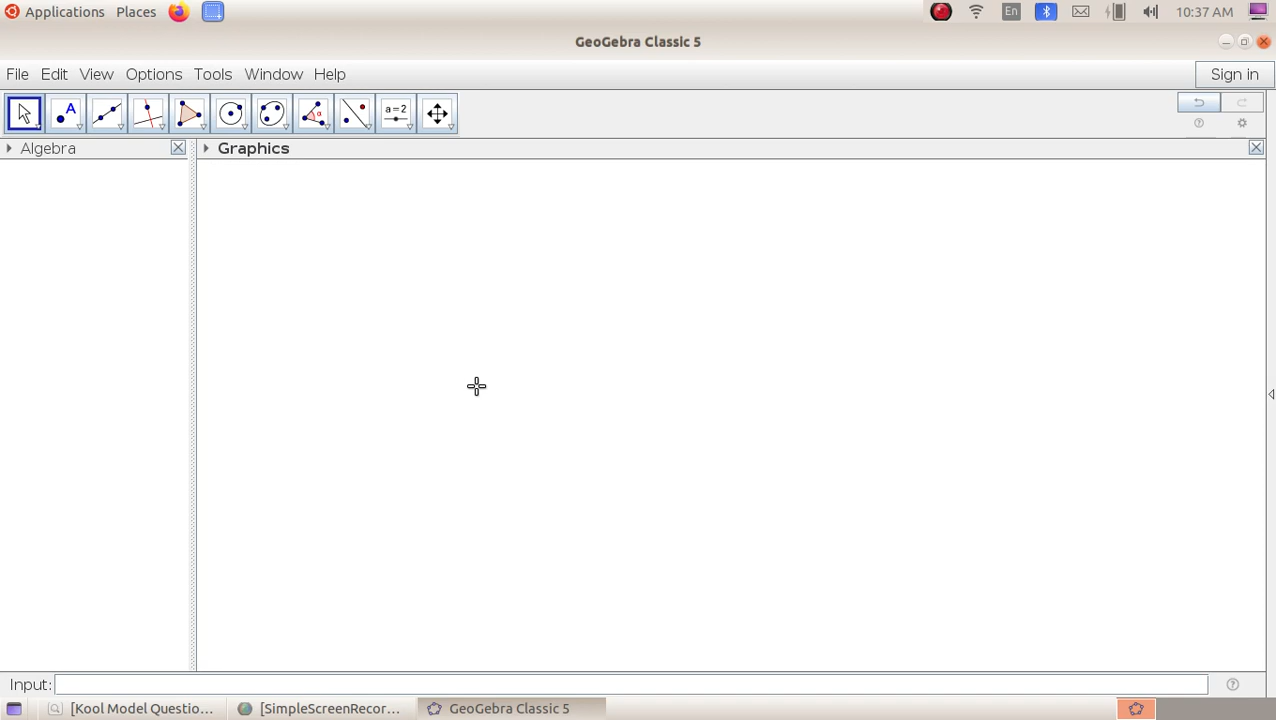 Applications Places En 10:37 AM
GeoGebra Classic 5
File Edit View Options Tools Window Help Sign in
A a=2
Algebra Graphics
Input:
[Kool Model Questio... [SimpleScreenRecor... GeoGebra Classic 5